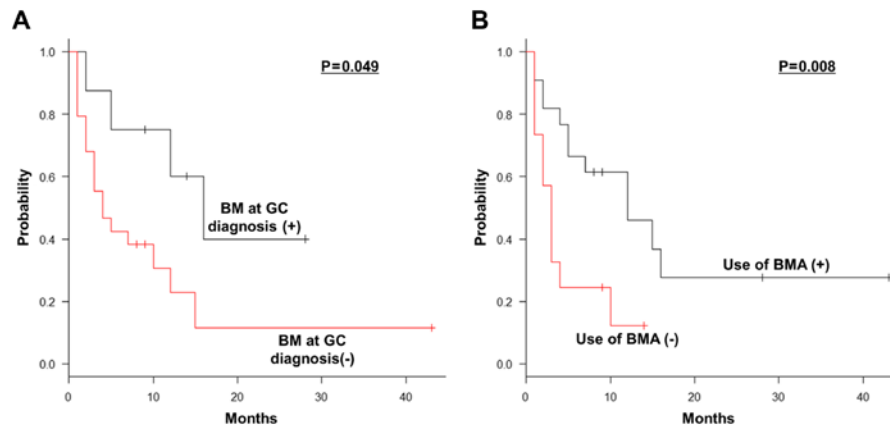 A
P=0.049
1.0
0.8
0.6
0.4
0.2
0.0
Probability
BM at GC
diagnosis (+)
BM at GC
diagnosis(-)
0
10
20
30
40
Months
B
P=0.008
1.0
0.8
0.6
0.4
0.2
0.0
Probability
Use of BMA (+)
Use of BMA (-)
0
10
20
30
40
Months